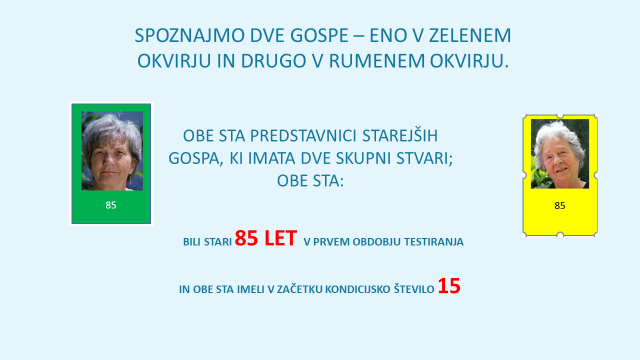 SPOZNAJMO DVE GOSPE – ENO V ZELENEM
OKVIRJU IN DRUGO V RUMENEM OKVIRJU.
OBE STA PREDSTAVNICI STAREJŠIH
GOSPA, KI IMATA DVE SKUPNI STVARI;
OBE STA:
85
85
BILI STARI 85 LET V PRVEM OBDOBJU TESTIRANJA
IN OBE STA IMELI V ZAČETKU KONDICIJSKO ŠTEVILO 15